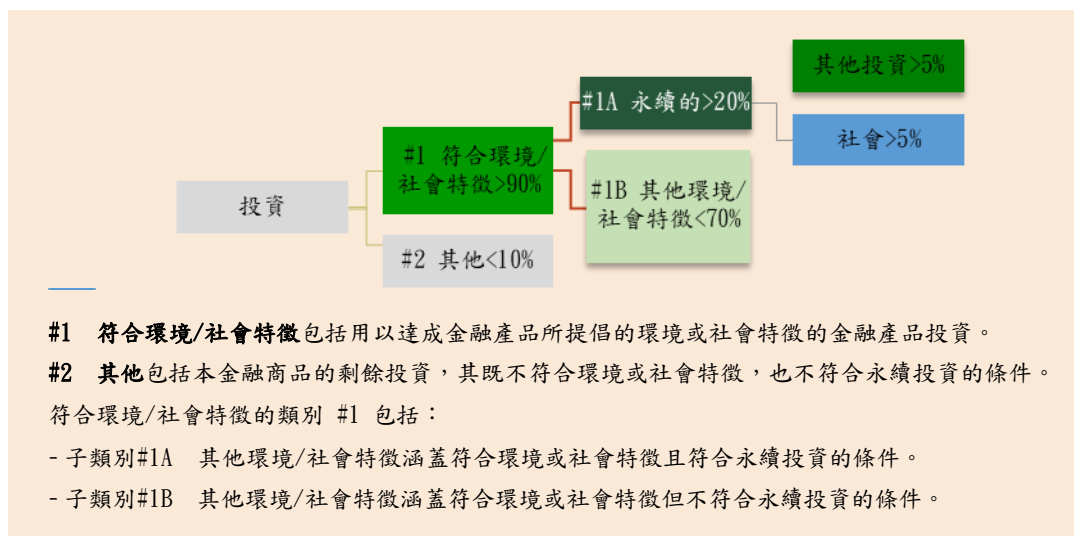 投資
#1 符合環境/
社會特徵>90%
#2 其他<10%
#1A 永續的>20%
#1B 其他環境/
社會特徵<70%
其他投資>5%
社會>5%
#1 符合環境/社會特徵包括用以達成金融產品所提倡的環境或社會特徵的金融產品投資。
#2 其他包括本金融商品的剩餘投資，其既不符合環境或社會特徵，也不符合永續投資的條件。
符合環境/社會特徵的類別 #1 包括：
- 子類別#1A 其他環境/社會特徵涵蓋符合環境或社會特徵且符合永續投資的條件。
- 子類別#1B 其他環境/社會特徵涵蓋符合環境或社會特徵但不符合永續投資的條件。